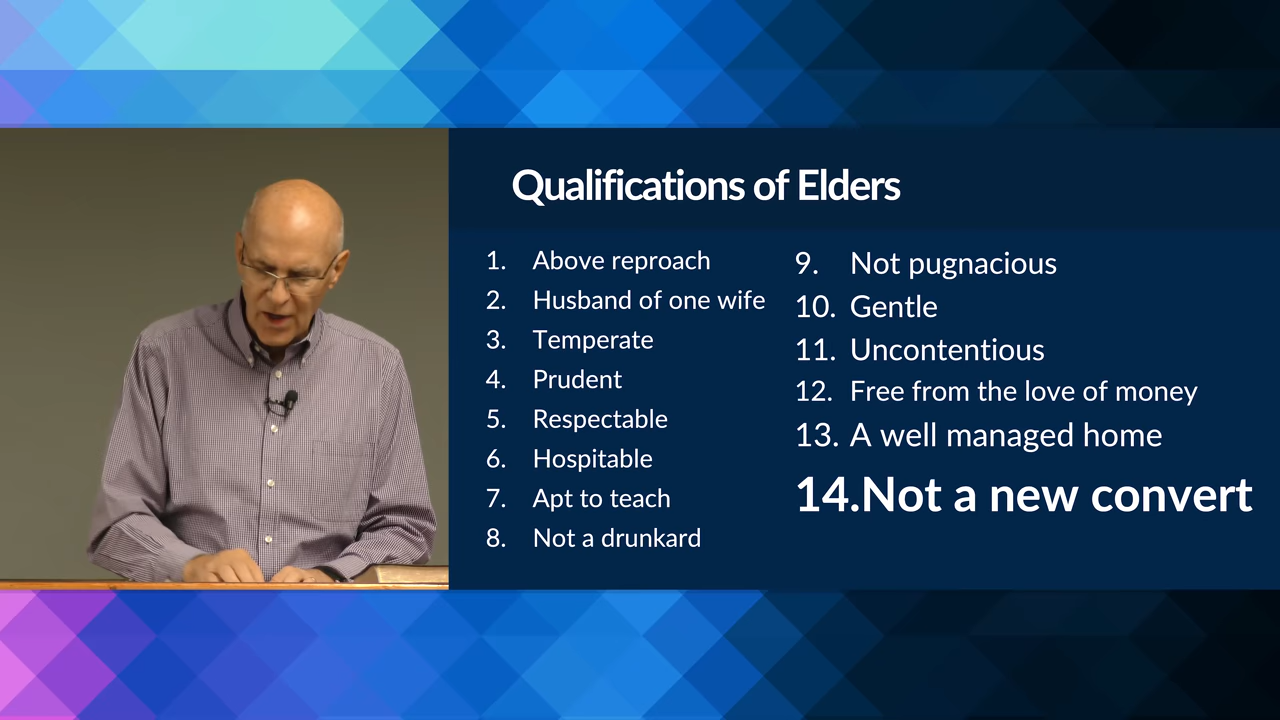 Qualifications of Elders
1. Above reproach
2. Husband of one wife
3. Temperate
4. Prudent
5. Respectable
6. Hospitable
7. Apt to teach
8. Not a drunkard
9. Not pugnacious
10. Gentle
11. Uncontentious
12. Free from the love of money
13. A well managed home
14.Not a new convert